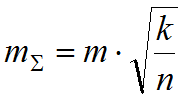 m_Σ = m · √(k/n)